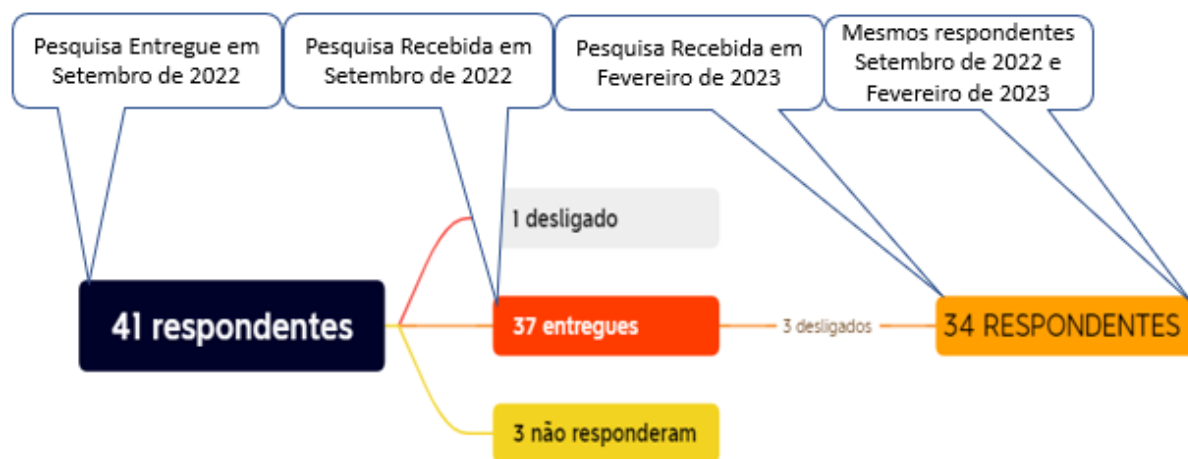 Pesquisa Entregue em
Setembro de 2022
Pesquisa Recebida em
Setembro de 2022
Pesquisa Recebida em
Fevereiro de 2023
Mesmos respondentes
Setembro de 2022 e
Fevereiro de 2023
1 desligado
41 respondentes
37 entregues
3 desligados
34 RESPONDENTES
3 não responderam